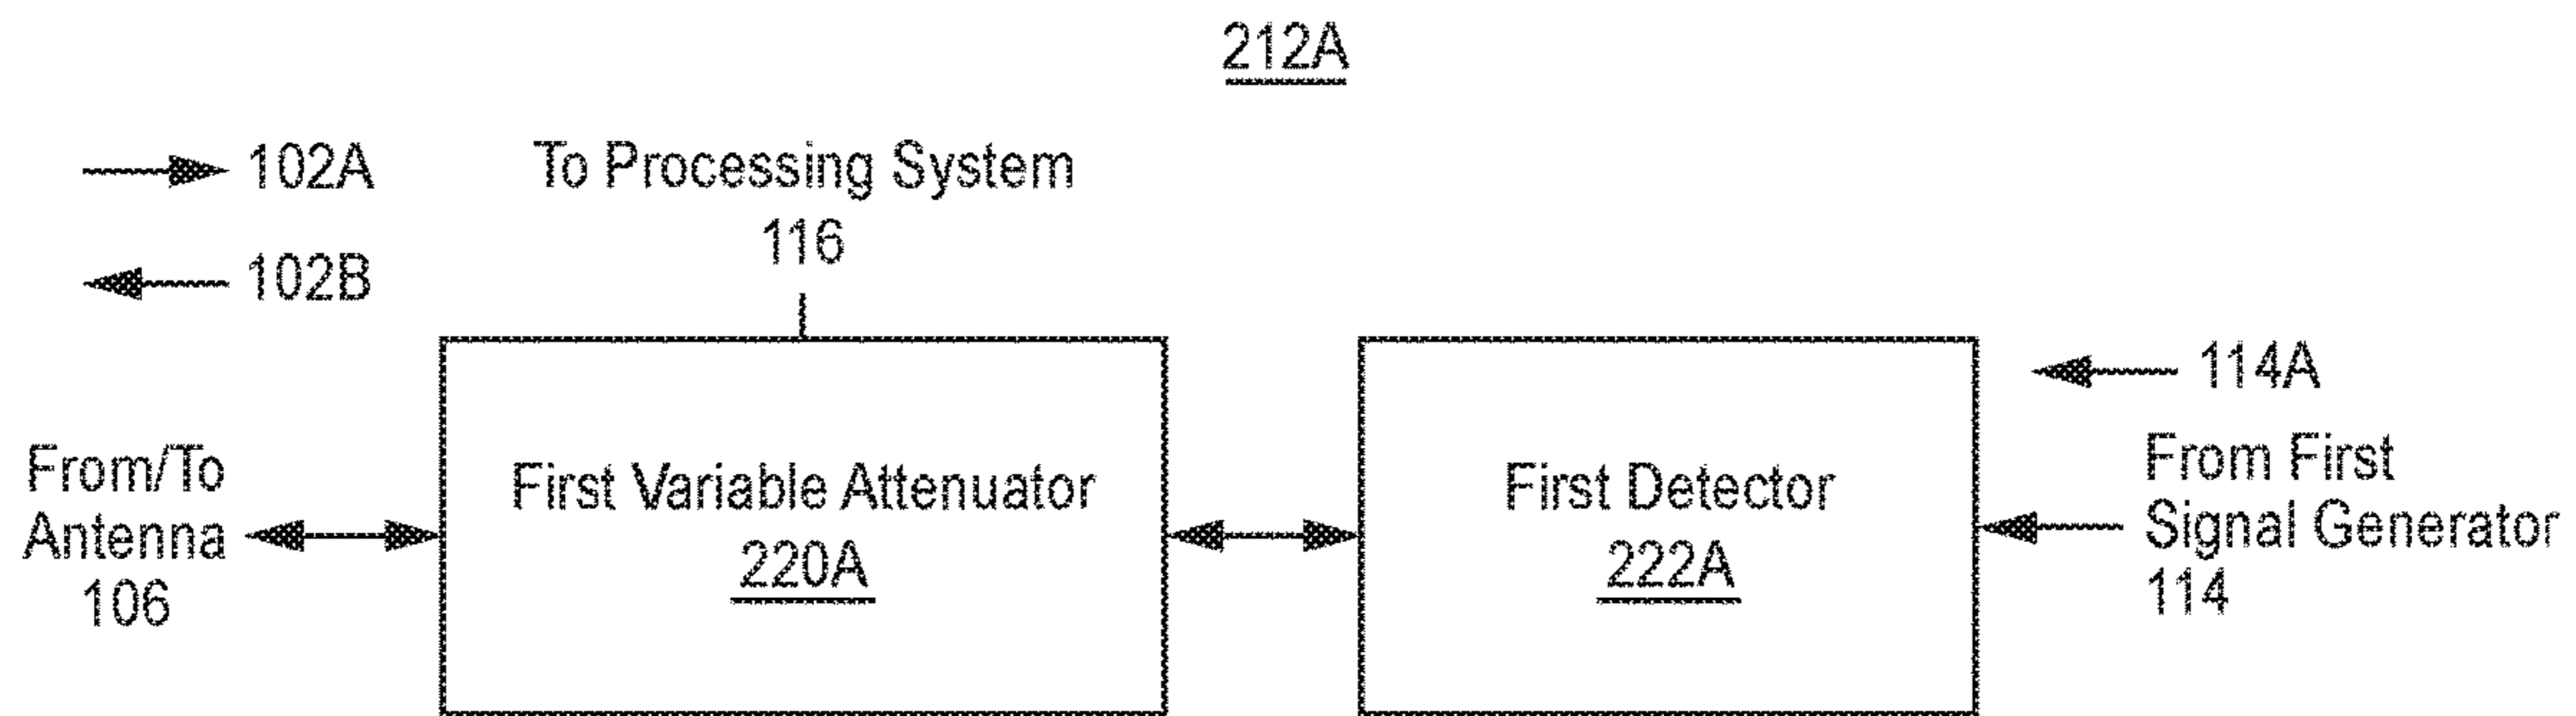 212A
102A
102B
To Processing System
116
From/To
Antenna
106
First Variable Attenuator
220A
First Detector
222A
114A
From First
Signal Generator
114